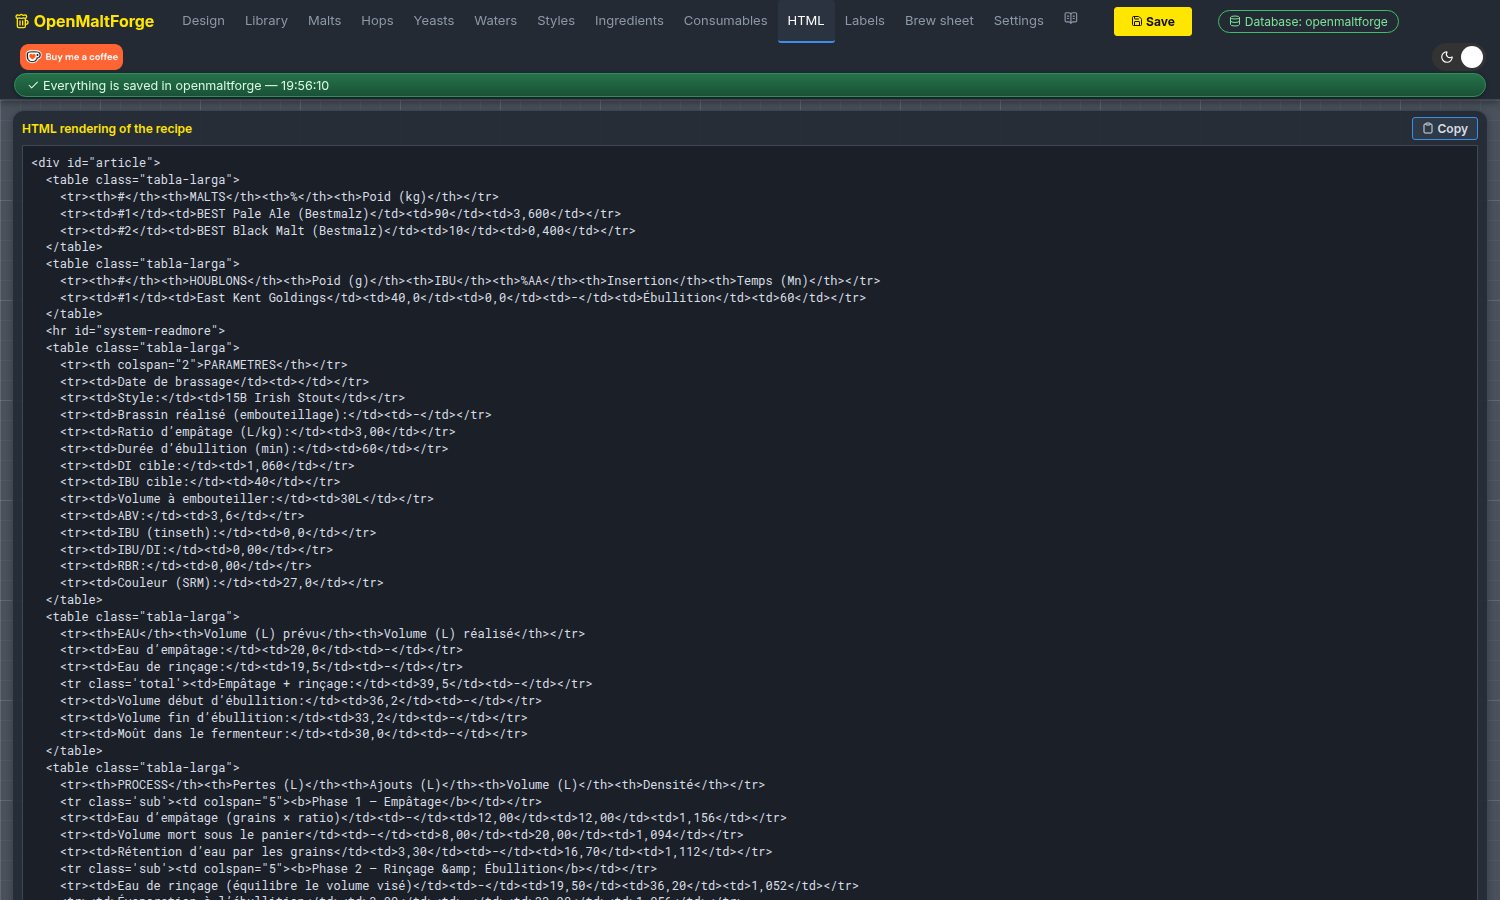 OpenMaltForge Design Library Malts Hops Yeasts Waters Styles Ingredients Consumables HTML Labels Brew sheet Settings Save Database: openmaltforge
Buy me a coffee
Everything is saved in openmaltforge — 19:56:10
HTML rendering of the recipe Copy
<div id="article">
<table class="tabla-larga">
<tr><th>#</th><th>MALTS</th><th>%</th><th>Poid (kg)</th></tr>
<tr><td>#1</td><td>BEST Pale Ale (Bestmalz)</td><td>90</td><td>3,600</td></tr>
<tr><td>#2</td><td>BEST Black Malt (Bestmalz)</td><td>10</td><td>0,400</td></tr>
</table>
<table class="tabla-larga">
<tr><th>#</th><th>HOUBLONS</th><th>Poid (g)</th><th>IBU</th><th>%AA</th><th>Insertion</th><th>Temps (Mn)</th></tr>
<tr><td>#1</td><td>East Kent Goldings</td><td>40,0</td><td>0,0</td><td>-</td><td>Ébullition</td><td>60</td></tr>
</table>
<hr id="system-readmore">
<table class="tabla-larga">
<tr><th colspan="2">PARAMETRES</th></tr>
<tr><td>Date de brassage</td><td></td></tr>
<tr><td>Style:</td><td>15B Irish Stout</td></tr>
<tr><td>Brassin réalisé (embouteillage):</td><td>-</td></tr>
<tr><td>Ratio d'empâtage (L/kg):</td><td>3,00</td></tr>
<tr><td>Durée d'ébullition (min):</td><td>60</td></tr>
<tr><td>DI cible:</td><td>1,060</td></tr>
<tr><td>IBU cible:</td><td>40</td></tr>
<tr><td>Volume à embouteiller:</td><td>30L</td></tr>
<tr><td>ABV:</td><td>3,6</td></tr>
<tr><td>IBU (tinseth):</td><td>0,0</td></tr>
<tr><td>IBU/DI:</td><td>0,00</td></tr>
<tr><td>RBR:</td><td>0,00</td></tr>
<tr><td>Couleur (SRM):</td><td>27,0</td></tr>
</table>
<table class="tabla-larga">
<tr><th>EAU</th><th>Volume (L) prévu</th><th>Volume (L) réalisé</th></tr>
<tr><td>Eau d'empâtage:</td><td>20,0</td><td>-</td></tr>
<tr><td>Eau de rinçage:</td><td>19,5</td><td>-</td></tr>
<tr class='total'><td>Empâtage + rinçage:</td><td>39,5</td><td>-</td></tr>
<tr><td>Volume début d'ébullition:</td><td>36,2</td><td>-</td></tr>
<tr><td>Volume fin d'ébullition:</td><td>33,2</td><td>-</td></tr>
<tr><td>Moût dans le fermenteur:</td><td>30,0</td><td>-</td></tr>
</table>
<table class="tabla-larga">
<tr><th>PROCESS</th><th>Pertes (L)</th><th>Ajouts (L)</th><th>Volume (L)</th><th>Densité</th></tr>
<tr class='sub'><td colspan="5"><b>Phase 1 — Empâtage</b></td></tr>
<tr><td>Eau d'empâtage (grains × ratio)</td><td>-</td><td>12,00</td><td>12,00</td><td>1,156</td></tr>
<tr><td>Volume mort sous le panier</td><td>-</td><td>8,00</td><td>20,00</td><td>1,094</td></tr>
<tr><td>Rétention d'eau par les grains</td><td>3,30</td><td>-</td><td>16,70</td><td>1,112</td></tr>
<tr class='sub'><td colspan="5"><b>Phase 2 — Rinçage &amp; Ébullition</b></td></tr>
<tr><td>Eau de rinçage (équilibre le volume visé)</td><td>-</td><td>19,50</td><td>36,20</td><td>1,052</td></tr>